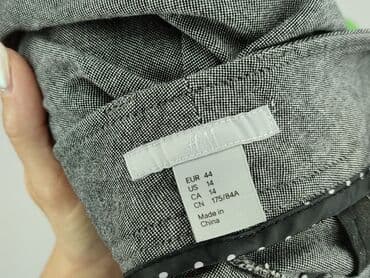 H&M
EUR 44
US 14
CA 14
CN 175/84A
Made in
China